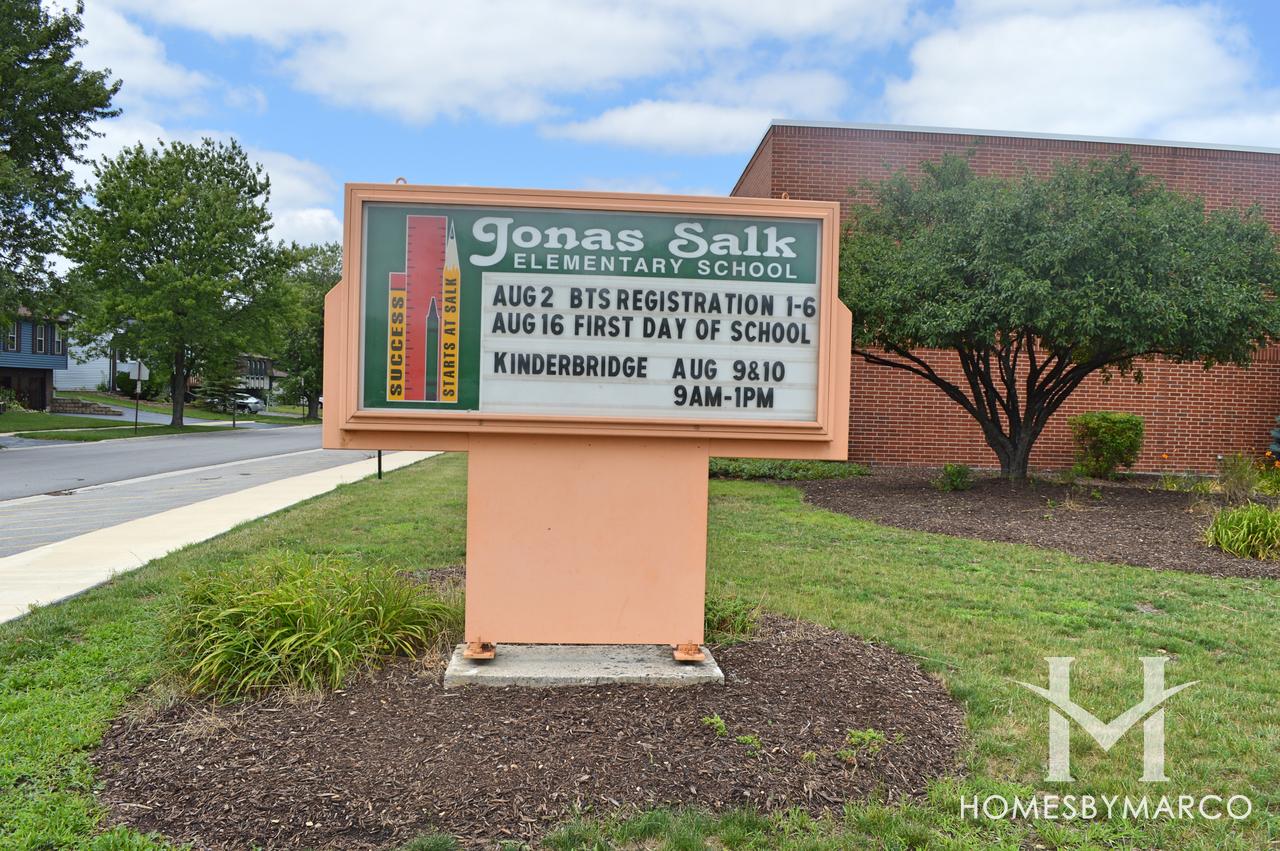 Jonas Salk
ELEMENTARY SCHOOL
SUCCESS
STARTS AT SALK
AUG 2 BTS REGISTRATION 1-6
AUG 16 FIRST DAY OF SCHOOL
KINDERBRIDGE AUG 9&10
9AM-1PM
HOMESBYMARCO